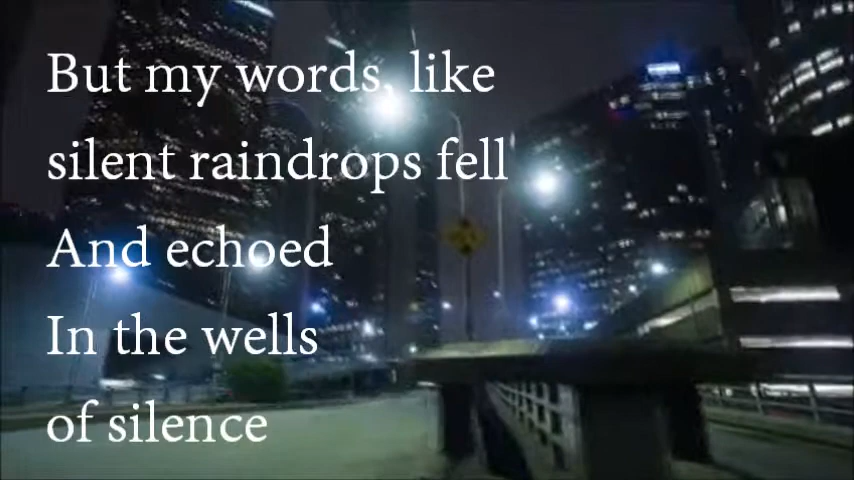 But my words, like
silent raindrops fell
And echoed
In the wells
of silence